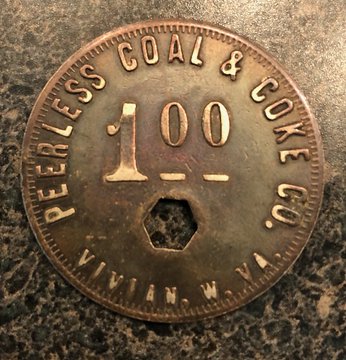 PEERLESS COAL & COKE CO.
1 00
VIVIAN, W. VA.